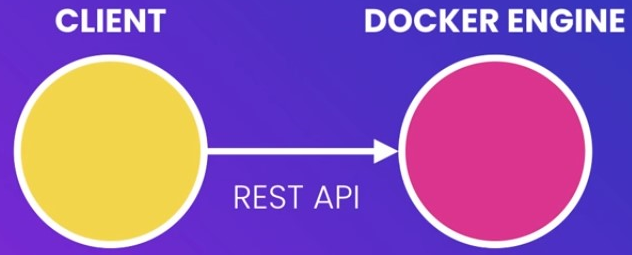 CLIENT
DOCKER ENGINE
REST API